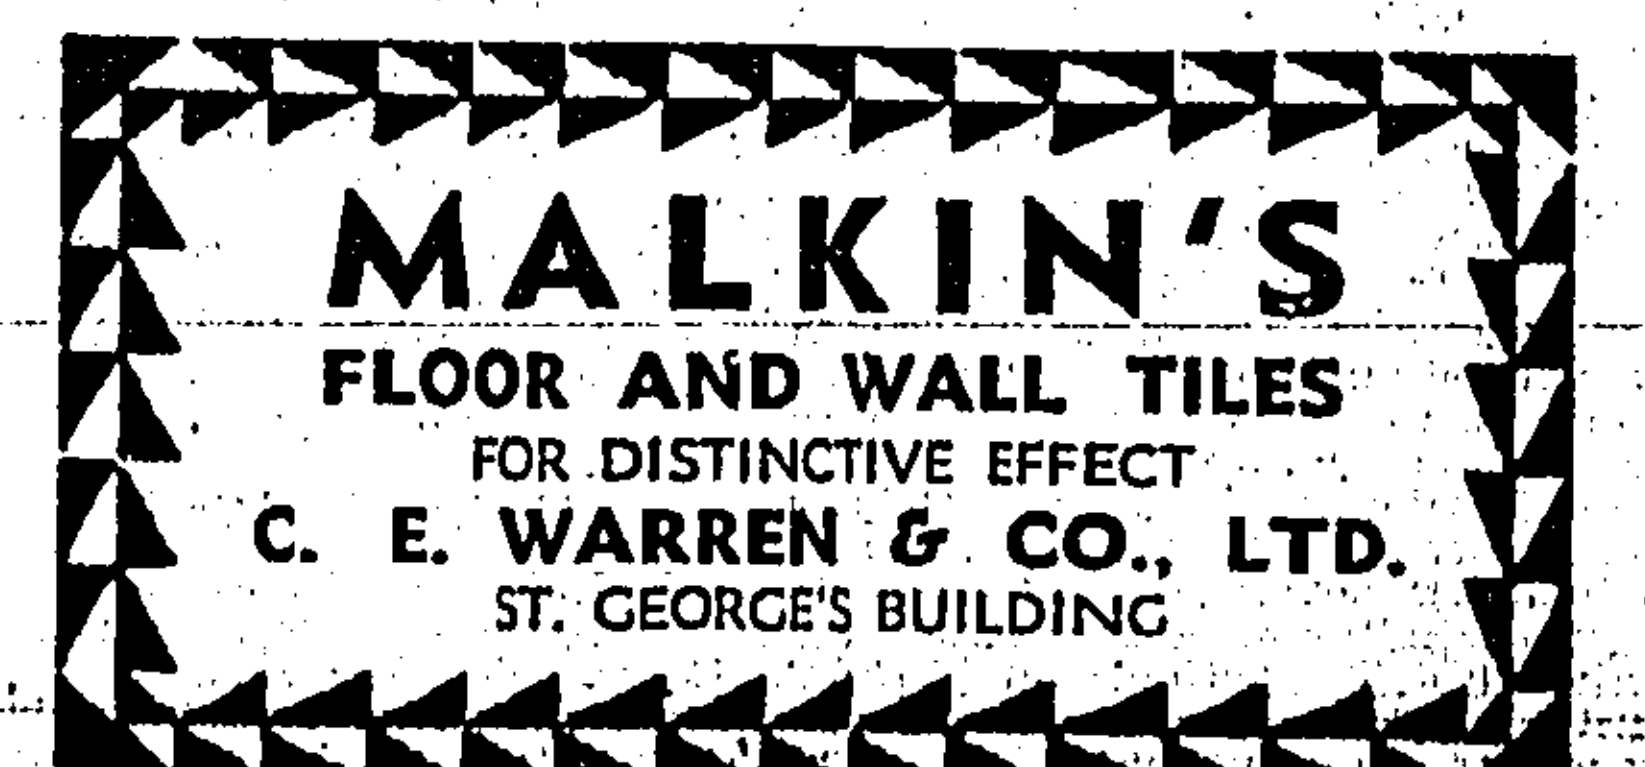 MALKIN'S
FLOOR AND WALL TILES
FOR DISTINCTIVE EFFECT
C. E. WARREN & CO., LTD.
ST. GEORGE'S BUILDING